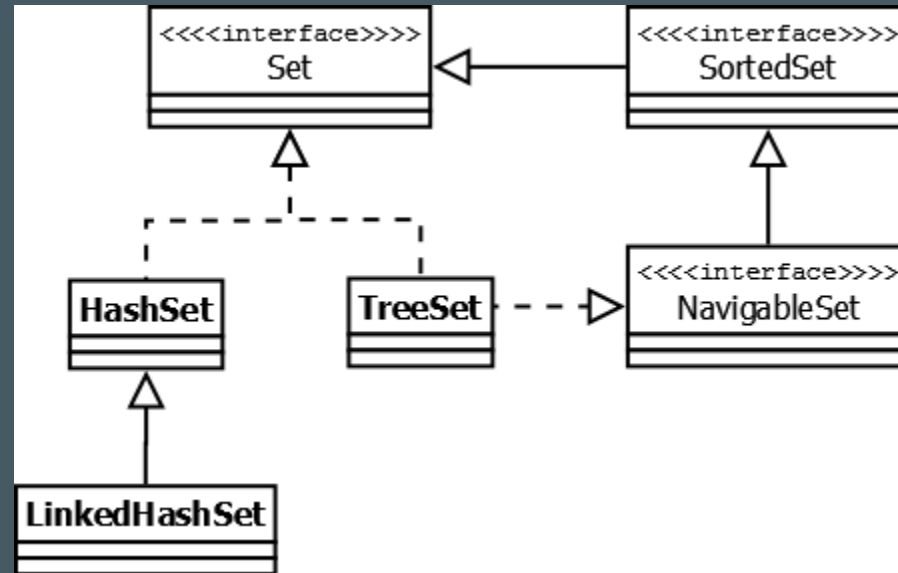 <<<<interface>>>>
Set
<<<<interface>>>>
SortedSet
HashSet
TreeSet
<<<<interface>>>>
NavigableSet
LinkedHashSet